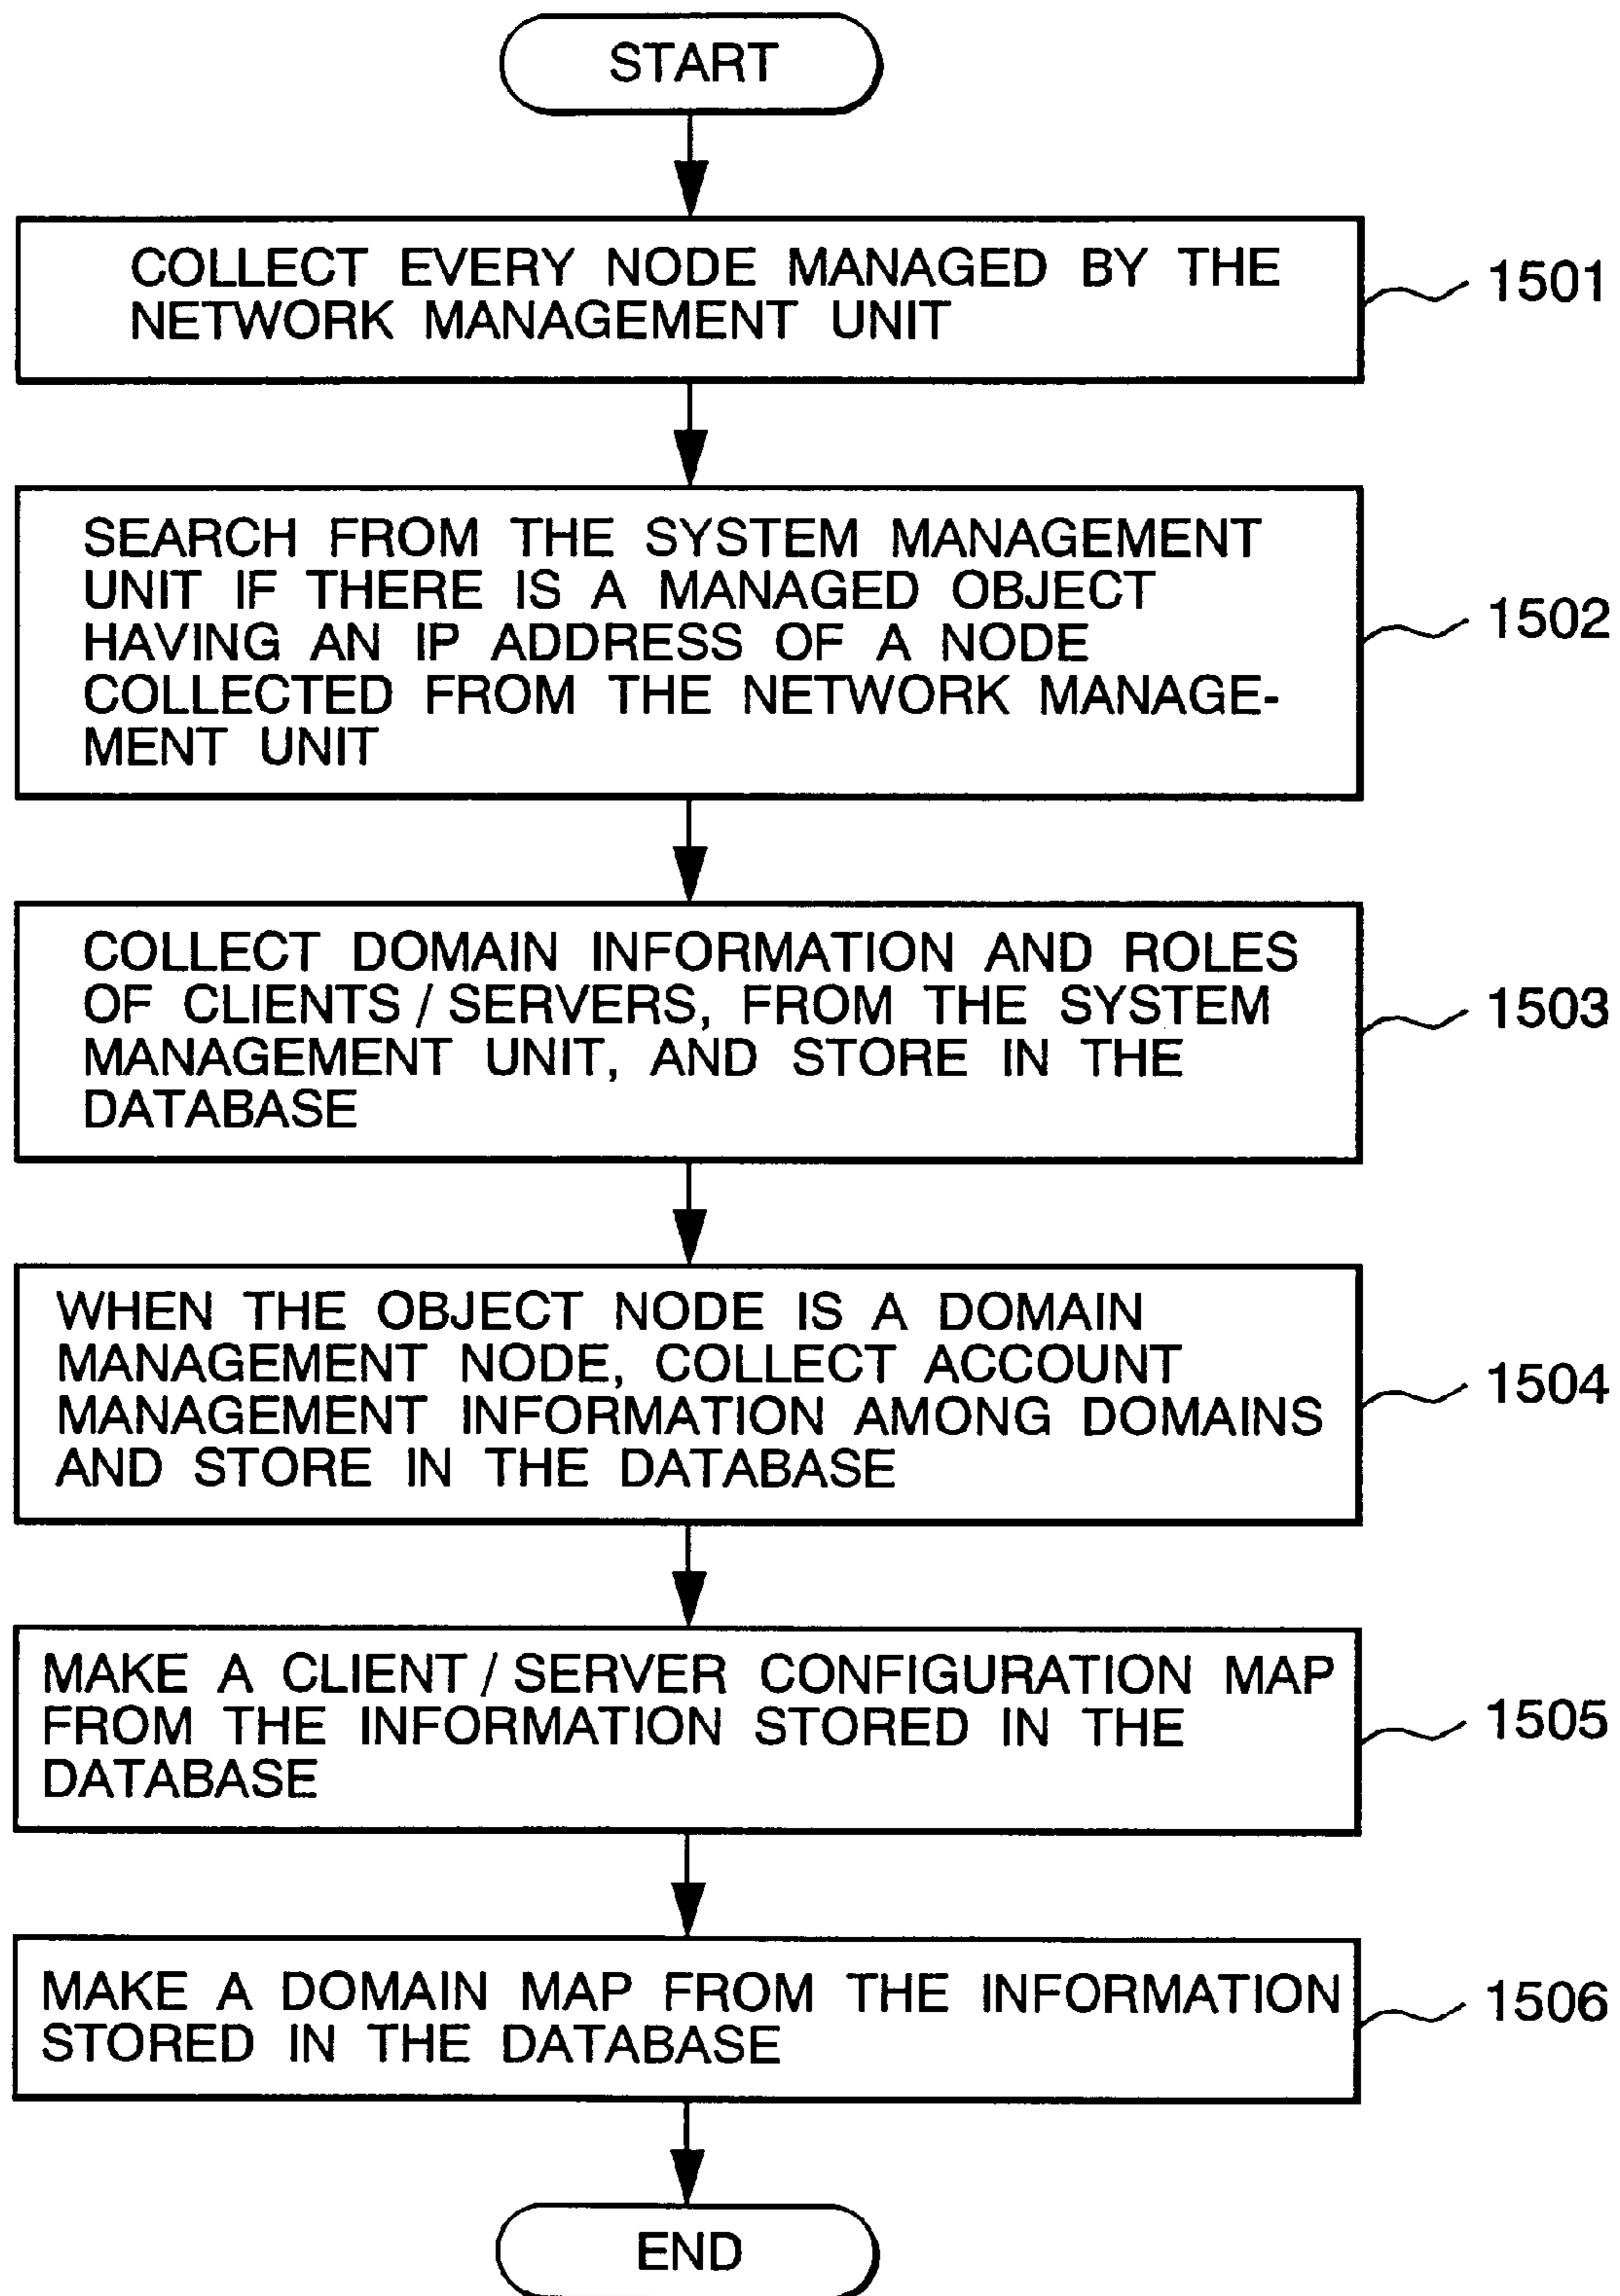 START
COLLECT EVERY NODE MANAGED BY THE
NETWORK MANAGEMENT UNIT
1501
SEARCH FROM THE SYSTEM MANAGEMENT
UNIT IF THERE IS A MANAGED OBJECT
HAVING AN IP ADDRESS OF A NODE
COLLECTED FROM THE NETWORK MANAGE-
MENT UNIT
1502
COLLECT DOMAIN INFORMATION AND ROLES
OF CLIENTS / SERVERS, FROM THE SYSTEM
MANAGEMENT UNIT, AND STORE IN THE
DATABASE
1503
WHEN THE OBJECT NODE IS A DOMAIN
MANAGEMENT NODE, COLLECT ACCOUNT
MANAGEMENT INFORMATION AMONG DOMAINS
AND STORE IN THE DATABASE
1504
MAKE A CLIENT / SERVER CONFIGURATION MAP
FROM THE INFORMATION STORED IN THE
DATABASE
1505
MAKE A DOMAIN MAP FROM THE INFORMATION
STORED IN THE DATABASE
1506
END